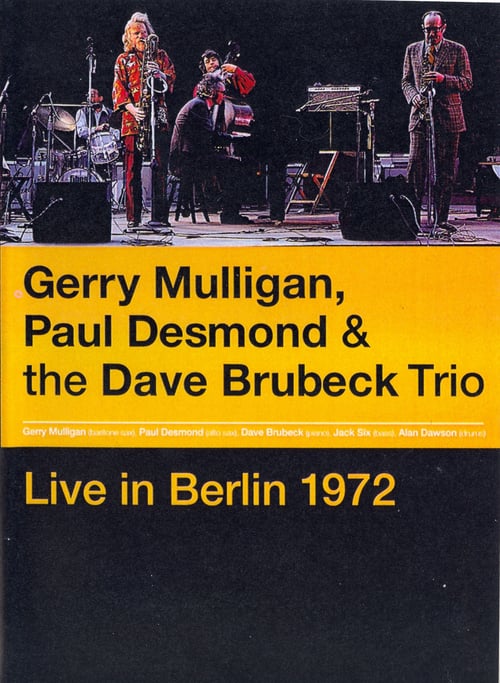 Gerry Mulligan,
Paul Desmond &
the Dave Brubeck Trio
Gerry Mulligan (baritone sax), Paul Desmond (alto sax), Dave Brubeck (piano), Jack Six (bass), Alan Dawson (drums)
Live in Berlin 1972